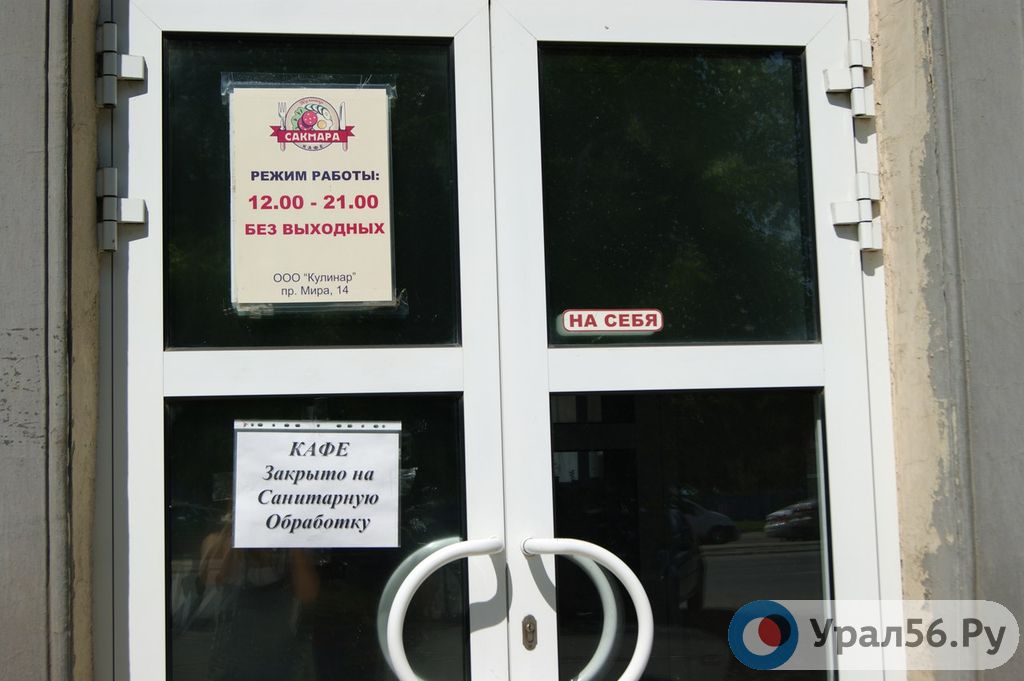 САКМАРА
КАФЕ
РЕЖИМ РАБОТЫ:
12.00 - 21.00
БЕЗ ВЫХОДНЫХ
ООО "Кулинар"
пр. Мира, 14
НА СЕБЯ
КАФЕ
Закрыто на
Санитарную
Обработку
Урал56.Ру